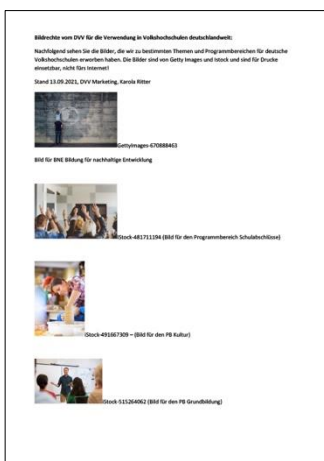 Bildrechte vom DVV für die Verwendung in Volkshochschulen deutschlandweit:
Nachfolgend sehen Sie die Bilder, die wir zu bestimmten Themen und Programmbereichen für deutsche
Volkshochschulen erworben haben. Die Bilder sind von Getty Images und Istock und sind für Drucke
einsetzbar, nicht fürs Internet!
Stand 13.09.2021, DVV Marketing, Karola Ritter
GettyImages-670888463
Bild für BNE Bildung für nachhaltige Entwicklung
iStock-481711194 (Bild für den Programmbereich Schulabschlüsse)
iStock-491667309 – (Bild für den PB Kultur)
iStock-515264062 (Bild für den PB Grundbildung)